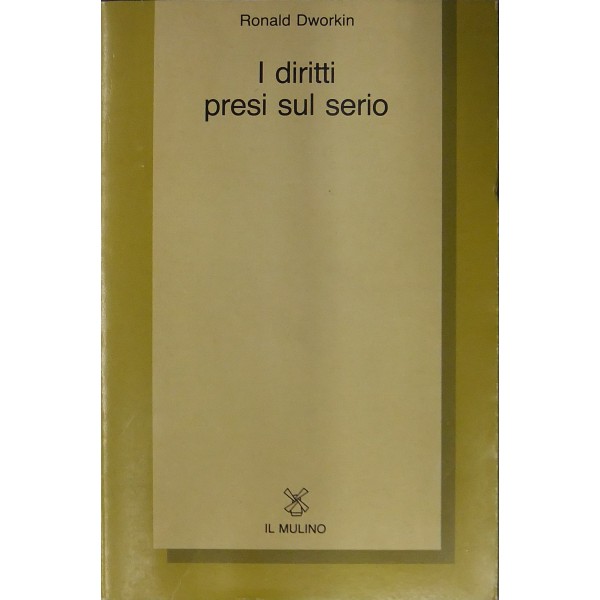 Ronald Dworkin
I diritti
presi sul serio
IL MULINO